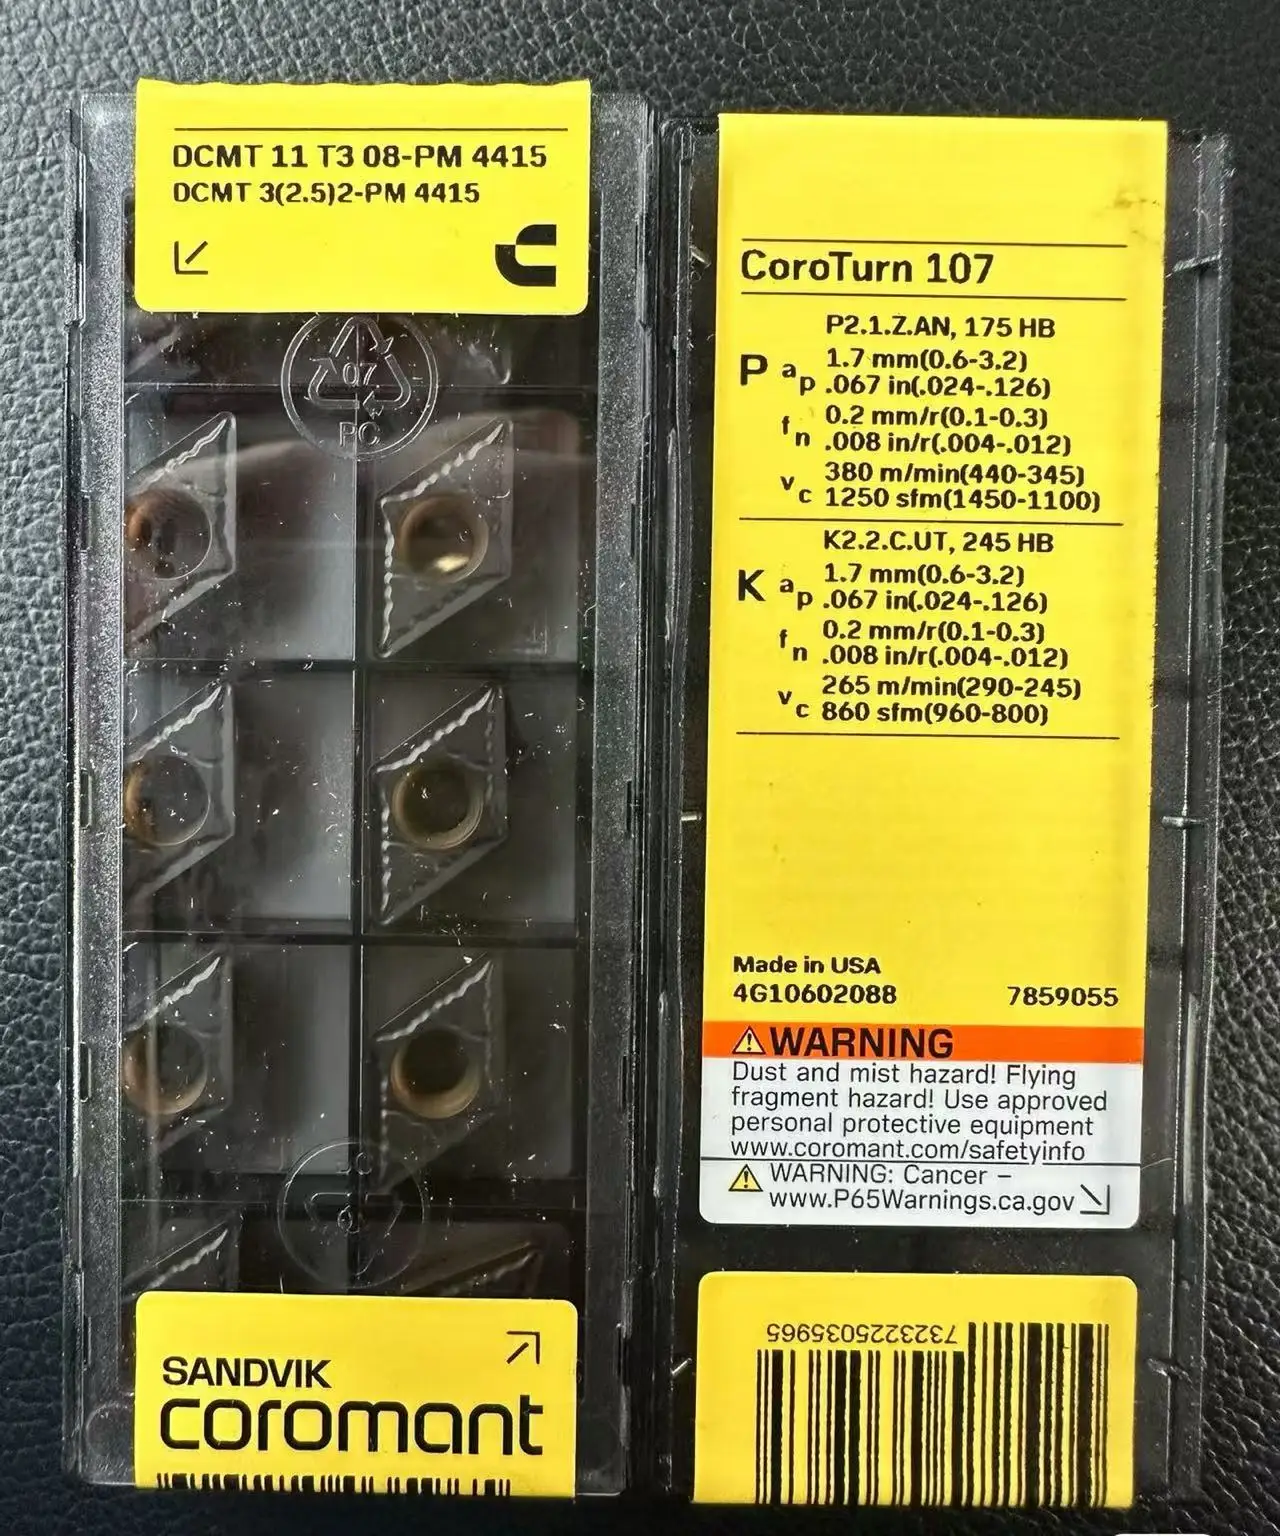 DCMT 11 T3 08-PM 4415
DCMT 3(2.5)2-PM 4415
07
PC
SANDVIK
coromant
CoroTurn 107
P2.1.Z.AN, 175 HB
P ap 1.7 mm(0.6-3.2)
.067 in(.024-.126)
fn 0.2 mm/r(0.1-0.3)
.008 in/r(.004-.012)
vc 380 m/min(440-345)
1250 sfm(1450-1100)
K2.2.C.UT, 245 HB
K ap 1.7 mm(0.6-3.2)
.067 in(.024-.126)
fn 0.2 mm/r(0.1-0.3)
.008 in/r(.004-.012)
vc 265 m/min(290-245)
860 sfm(960-800)
Made in USA
4G10602088 7859055
WARNING
Dust and mist hazard! Flying
fragment hazard! Use approved
personal protective equipment
www.coromant.com/safetyinfo
WARNING: Cancer –
www.P65Warnings.ca.gov
7323225035965